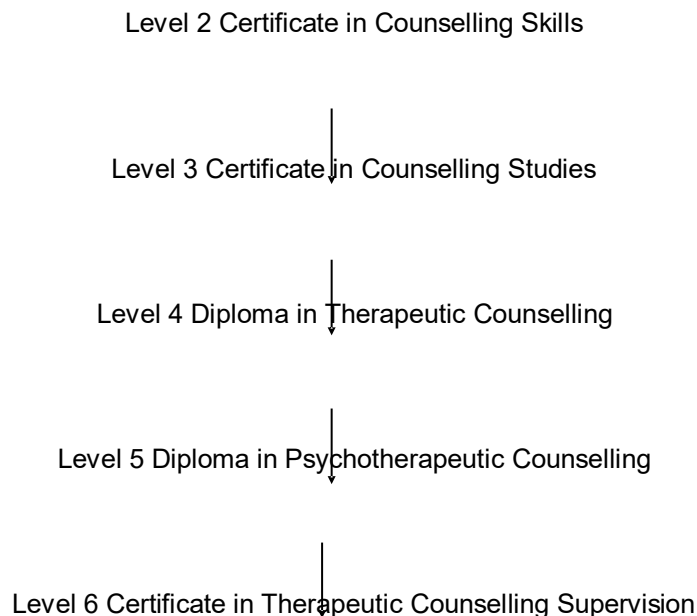 Level 2 Certificate in Counselling Skills
Level 3 Certificate in Counselling Studies
Level 4 Diploma in Therapeutic Counselling
Level 5 Diploma in Psychotherapeutic Counselling
Level 6 Certificate in Therapeutic Counselling Supervision